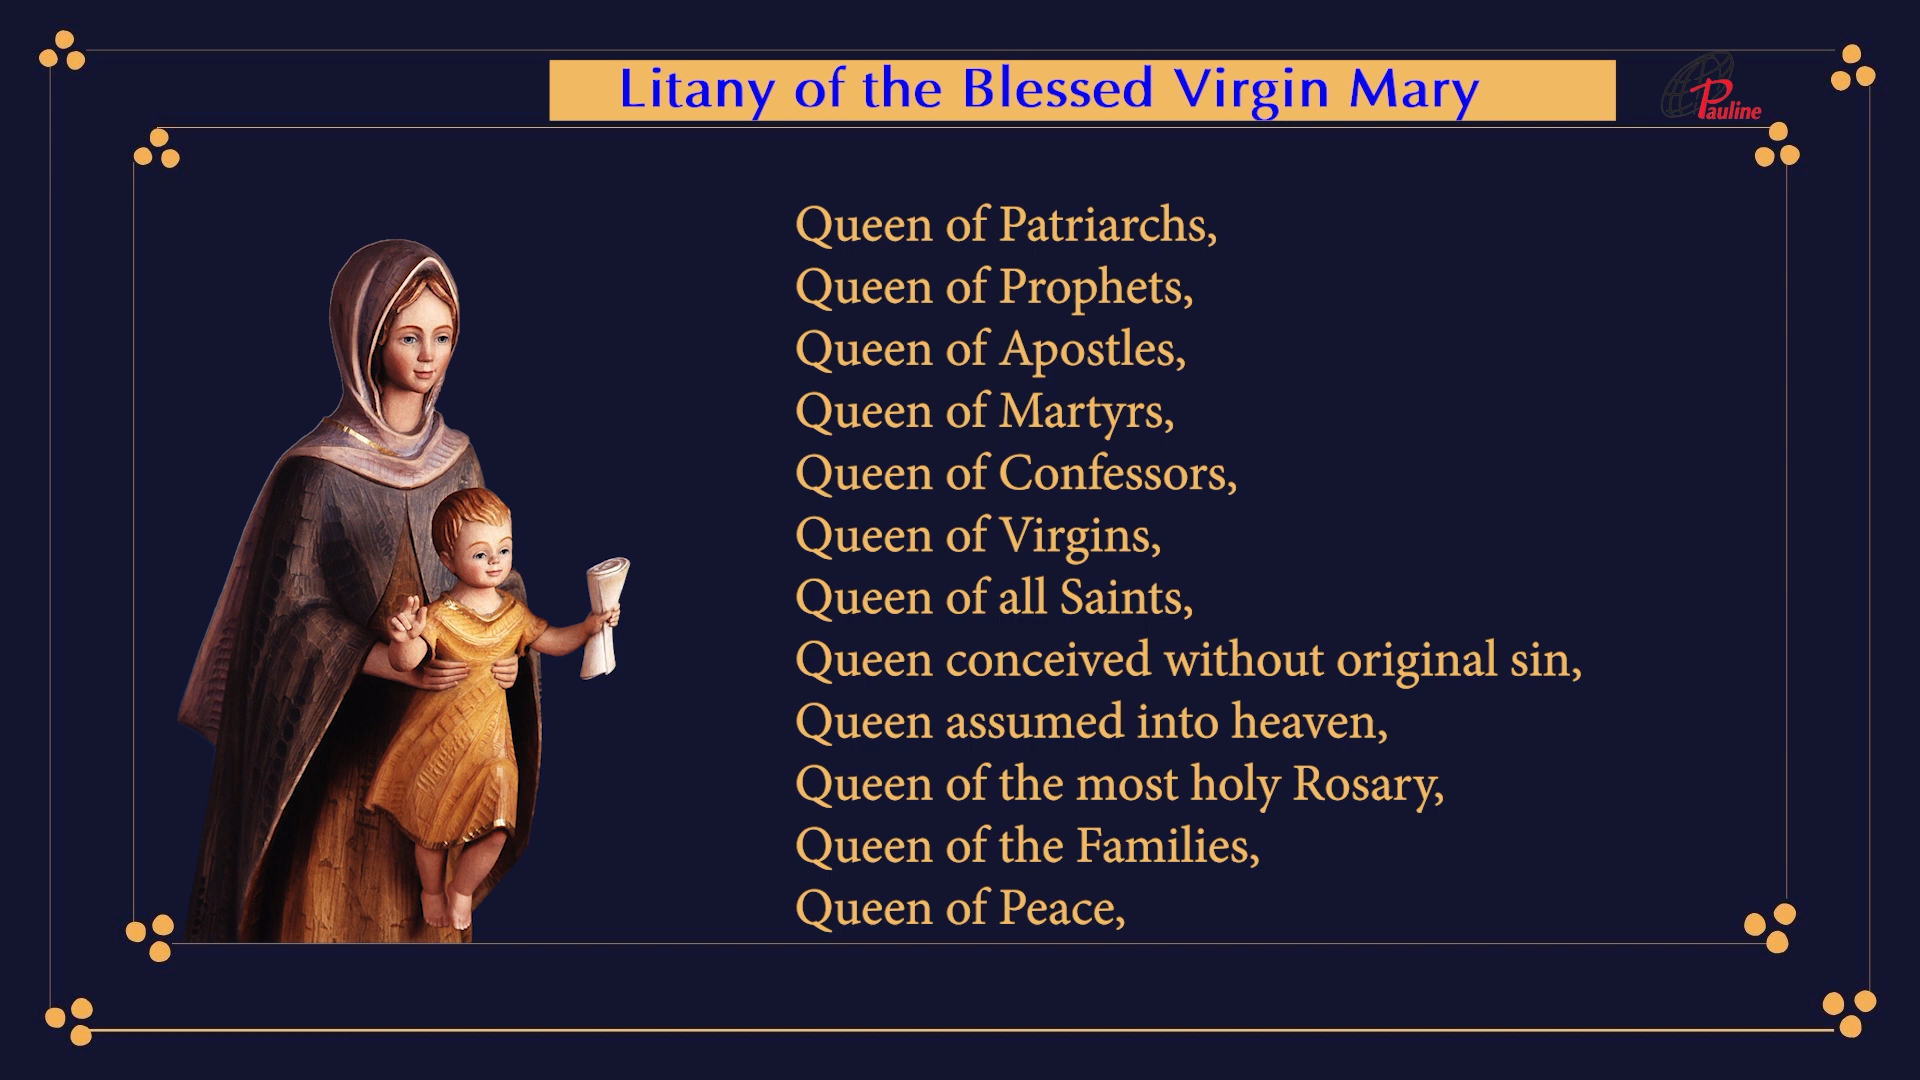 Litany of the Blessed Virgin Mary
Pauline
Queen of Patriarchs,
Queen of Prophets,
Queen of Apostles,
Queen of Martyrs,
Queen of Confessors,
Queen of Virgins,
Queen of all Saints,
Queen conceived without original sin,
Queen assumed into heaven,
Queen of the most holy Rosary,
Queen of the Families,
Queen of Peace,